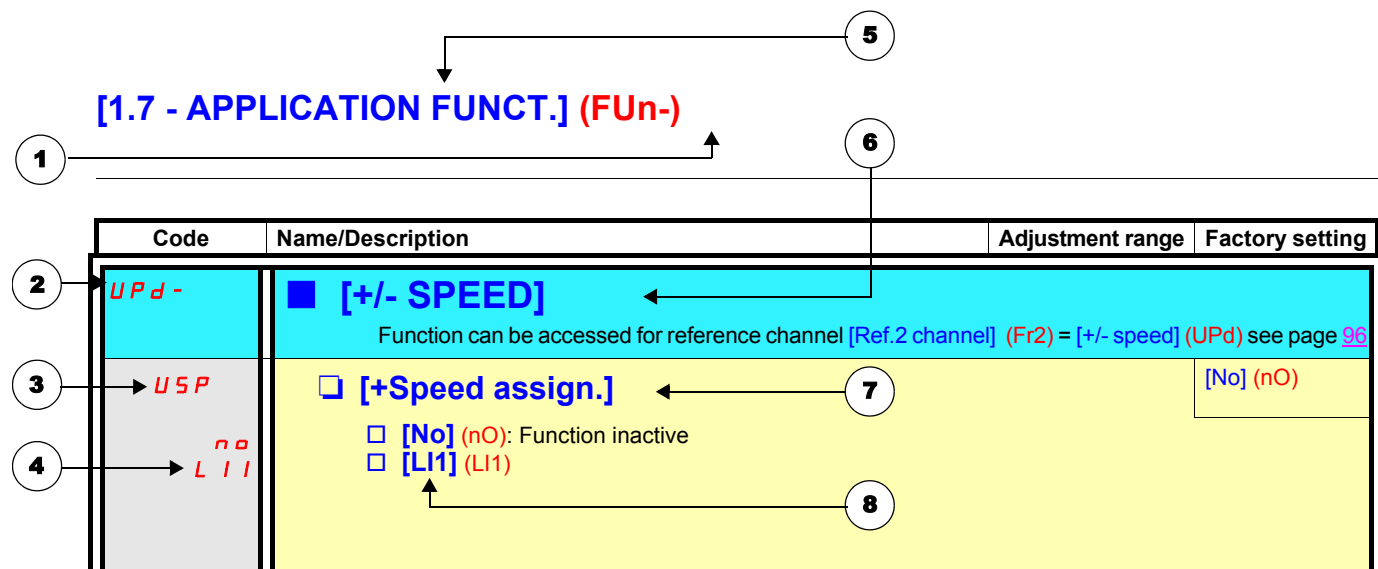 5
[1.7 - APPLICATION FUNCT.] (FUn-)
1
6
Code Name/Description Adjustment range Factory setting
2
UPd- [+/- SPEED]
Function can be accessed for reference channel [Ref.2 channel] (Fr2) = [+/- speed] (UPd) see page 96
3
USP [+Speed assign.] 7 [No] (nO)
no [No] (nO): Function inactive
4
LI1 [LI1] (LI1)
8